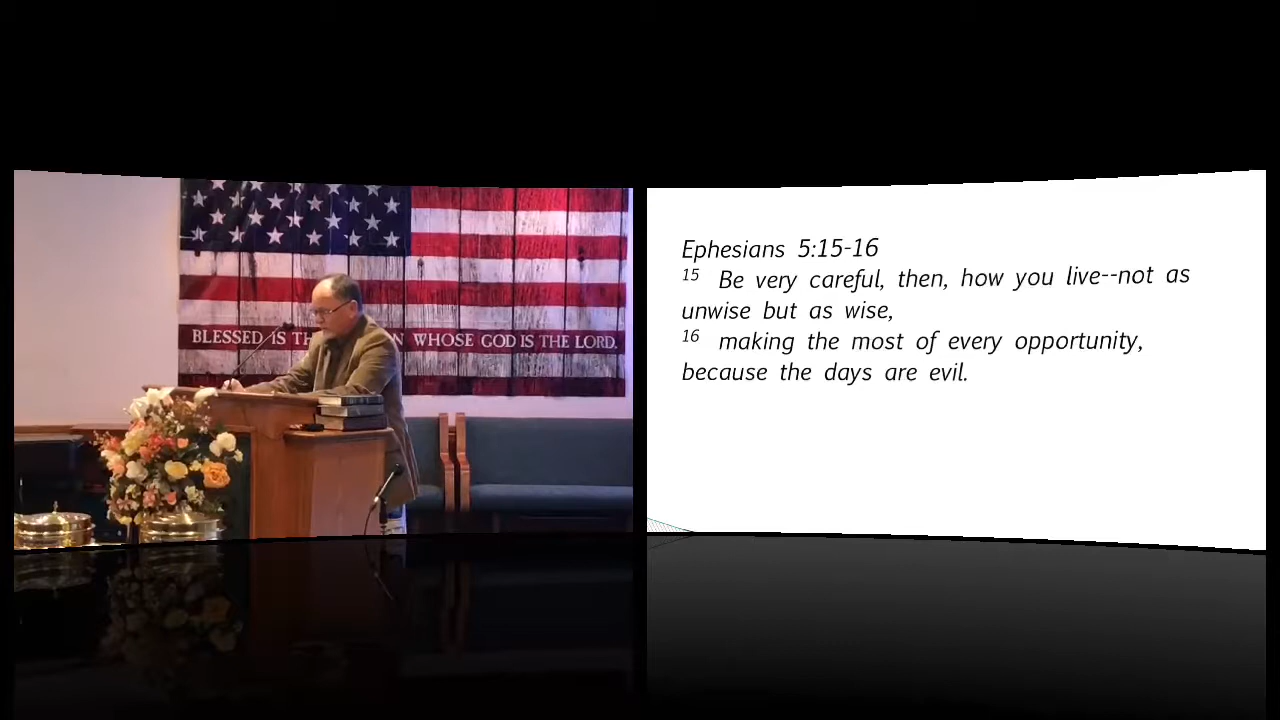 BLESSED IS TH N WHOSE GOD IS THE LORD.
Ephesians 5:15-16
15 Be very careful, then, how you live--not as
unwise but as wise,
16 making the most of every opportunity,
because the days are evil.